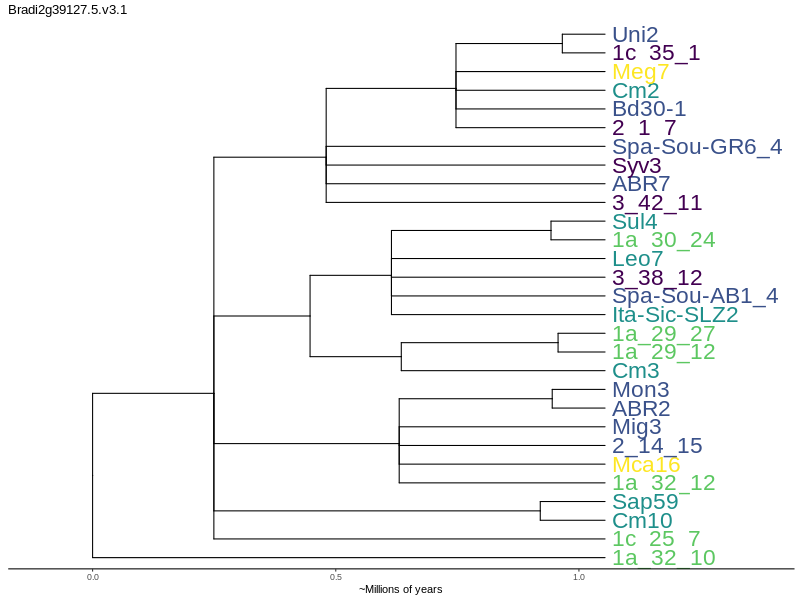 Bradi2g39127.5.v3.1
Uni2
1c_35_1
Meg7
Cm2
Bd30-1
2_1_7
Spa-Sou-GR6_4
Syv3
ABR7
3_42_11
Sul4
1a_30_24
Leo7
3_38_12
Spa-Sou-AB1_4
Ita-Sic-SLZ2
1a_29_27
1a_29_12
Cm3
Mon3
ABR2
Mig3
2_14_15
Mca16
1a_32_12
Sap59
Cm10
1c_25_7
1a_32_10
0.0 0.5 1.0
~Millions of years